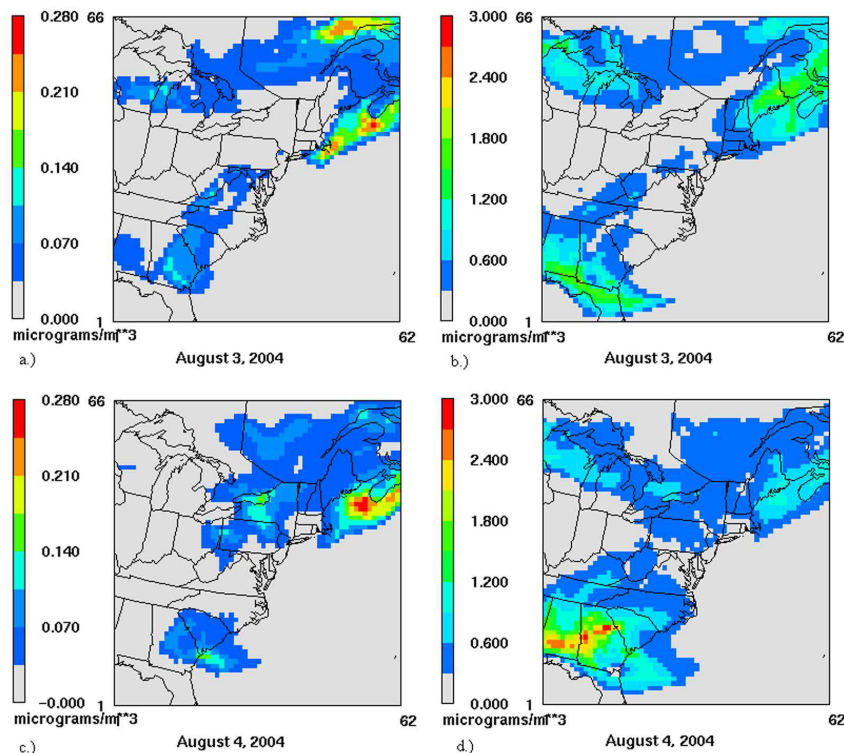 0.280
0.210
0.140
0.070
0.000
66
1
62
micrograms/m**3
a.)
August 3, 2004
3.000
2.400
1.800
1.200
0.600
0.000
66
1
62
micrograms/m**3
b.)
August 3, 2004
0.280
0.210
0.140
0.070
−0.000
66
1
62
micrograms/m**3
c.)
August 4, 2004
3.000
2.400
1.800
1.200
0.600
0.000
66
1
62
micrograms/m**3
d.)
August 4, 2004